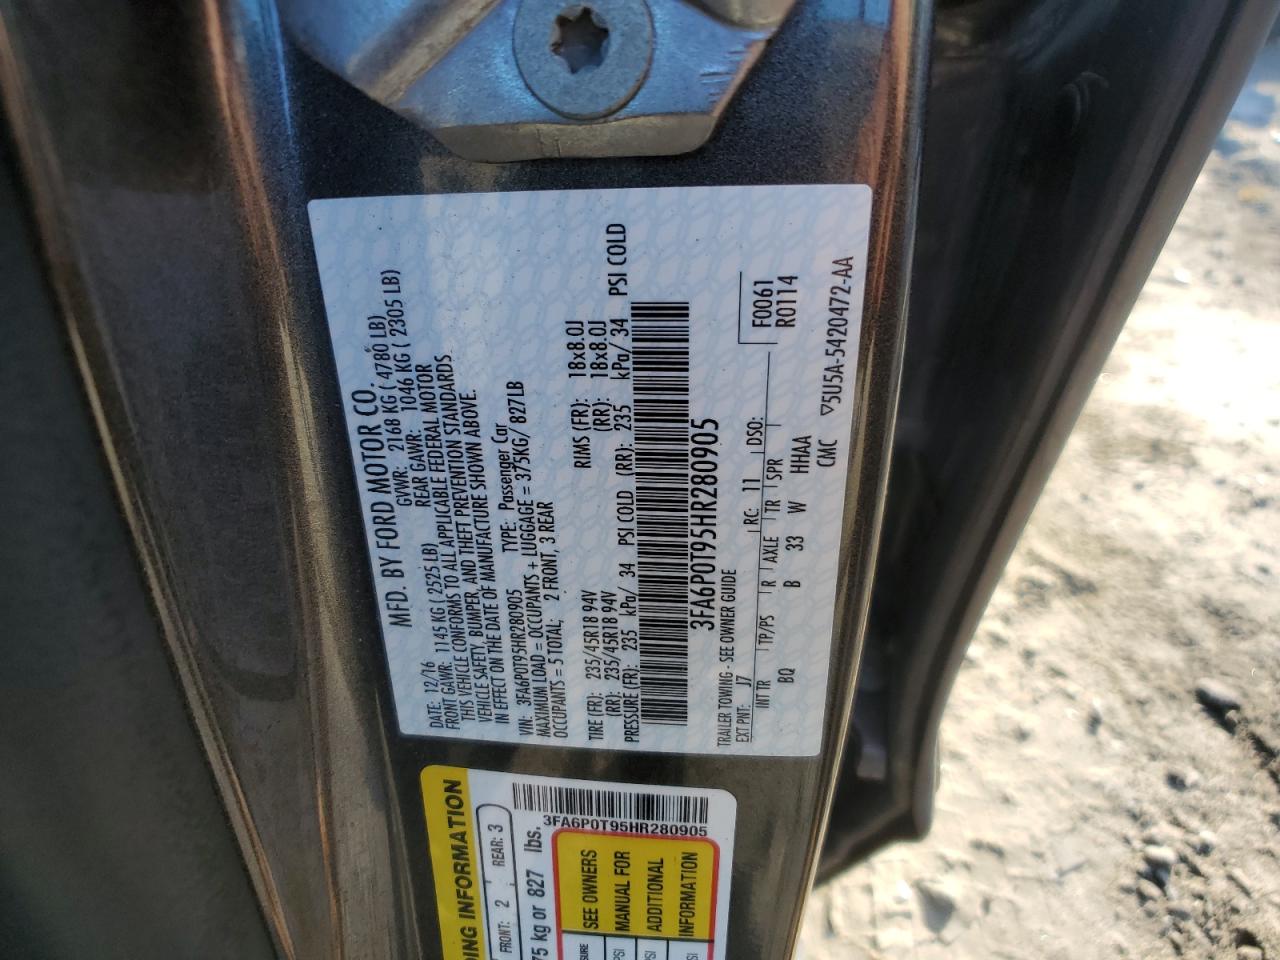 MFD. BY FORD MOTOR CO.
DATE: 12/16 GVWR: 2168 KG ( 4780 LB)
FRONT GAWR: 1145 KG ( 2525 LB) REAR GAWR: 1046 KG ( 2305 LB)
THIS VEHICLE CONFORMS TO ALL APPLICABLE FEDERAL MOTOR
VEHICLE SAFETY, BUMPER, AND THEFT PREVENTION STANDARDS
IN EFFECT ON THE DATE OF MANUFACTURE SHOWN ABOVE.
VIN: 3FA6P0T95HR280905 TYPE: Passenger Car
MAXIMUM LOAD = OCCUPANTS + LUGGAGE = 375KG/ 827LB
OCCUPANTS = 5 TOTAL; 2 FRONT, 3 REAR
TIRE (FR): 235/45R18 94V RIMS (FR): 18x8.0J
(RR): 235/45R18 94V (RR): 18x8.0J
PRESSURE (FR): 235 kPa/ 34 PSI COLD (RR): 235 kPa/ 34 PSI COLD
3FA6P0T95HR280905
TRAILER TOWING - SEE OWNER GUIDE
EXT PNT: J7 RC: 11 DSO: F0061
INT TR TP/PS R AXLE TR SPR R0114
BQ B 33 W HHAA
CMC ▽5U5A-5420472-AA
DING INFORMATION
FRONT: 2 REAR: 3
75 kg or 827 lbs.
3FA6P0T95HR280905
SEE OWNERS
MANUAL FOR
ADDITIONAL
INFORMATION